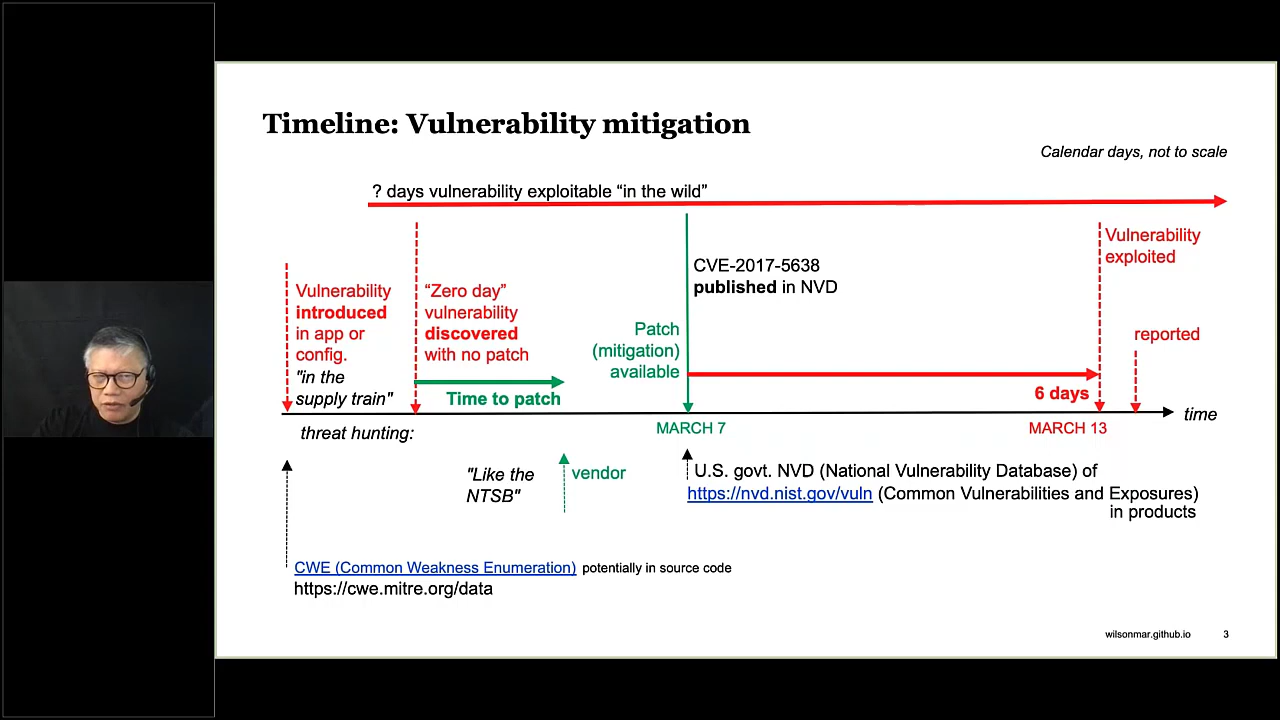 Timeline: Vulnerability mitigation
Calendar days, not to scale
? days vulnerability exploitable “in the wild”
Vulnerability
introduced
in app or
config.
"in the
supply train"
“Zero day”
vulnerability
discovered
with no patch
Time to patch
Patch
(mitigation)
available
CVE-2017-5638
published in NVD
6 days
Vulnerability
exploited
reported
time
threat hunting:
MARCH 7
MARCH 13
"Like the
NTSB"
vendor
U.S. govt. NVD (National Vulnerability Database) of
https://nvd.nist.gov/vuln (Common Vulnerabilities and Exposures)
in products
CWE (Common Weakness Enumeration) potentially in source code
https://cwe.mitre.org/data
wilsonmar.github.io 3